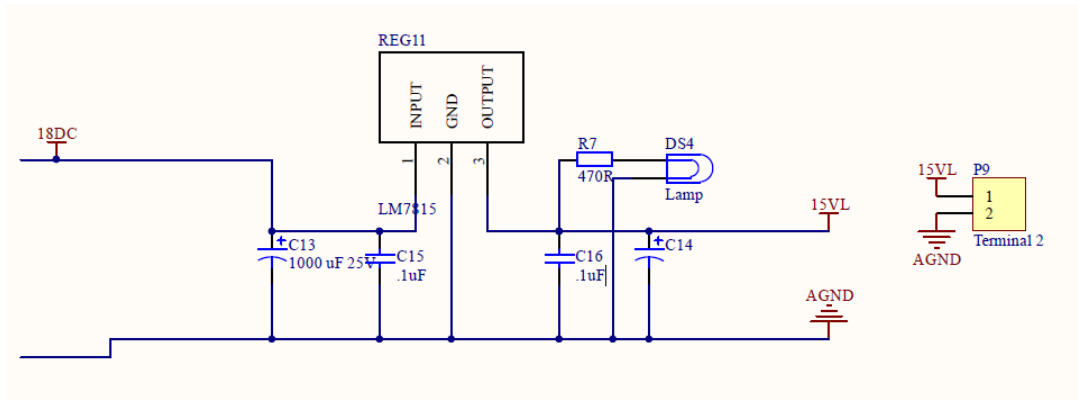 REG11
INPUT
GND
OUTPUT
1
2
3
18DC
LM7815
C13
1000 uF 25V
C15
.1uF
R7
470R
DS4
Lamp
C16
.1uF
C14
15VL
AGND
15VL
P9
1
2
Terminal 2
AGND